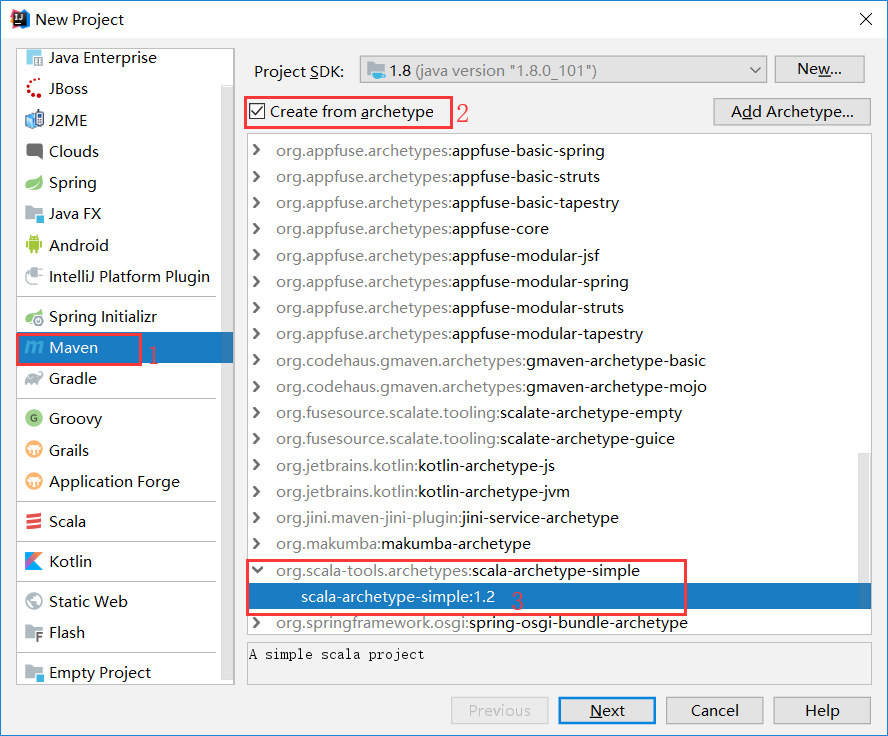 New Project
Java Enterprise
JBoss
J2ME
Clouds
Spring
Java FX
Android
IntelliJ Platform Plugin
Spring Initializr
Maven 1
Gradle
Groovy
Grails
Application Forge
Scala
Kotlin
Static Web
Flash
Empty Project
Project SDK: 1.8 (java version "1.8.0_101") New...
Create from archetype 2 Add Archetype...
org.appfuse.archetypes:appfuse-basic-spring
org.appfuse.archetypes:appfuse-basic-struts
org.appfuse.archetypes:appfuse-basic-tapestry
org.appfuse.archetypes:appfuse-core
org.appfuse.archetypes:appfuse-modular-jsf
org.appfuse.archetypes:appfuse-modular-spring
org.appfuse.archetypes:appfuse-modular-struts
org.appfuse.archetypes:appfuse-modular-tapestry
org.codehaus.gmaven.archetypes:gmaven-archetype-basic
org.codehaus.gmaven.archetypes:gmaven-archetype-mojo
org.fusesource.scalate.tooling:scalate-archetype-empty
org.fusesource.scalate.tooling:scalate-archetype-guice
org.jetbrains.kotlin:kotlin-archetype-js
org.jetbrains.kotlin:kotlin-archetype-jvm
org.jini.maven-jini-plugin:jini-service-archetype
org.makumba:makumba-archetype
org.scala-tools.archetypes:scala-archetype-simple
scala-archetype-simple:1.2 3
org.springframework.osgi:spring-osgi-bundle-archetype
A simple scala project
Previous Next Cancel Help